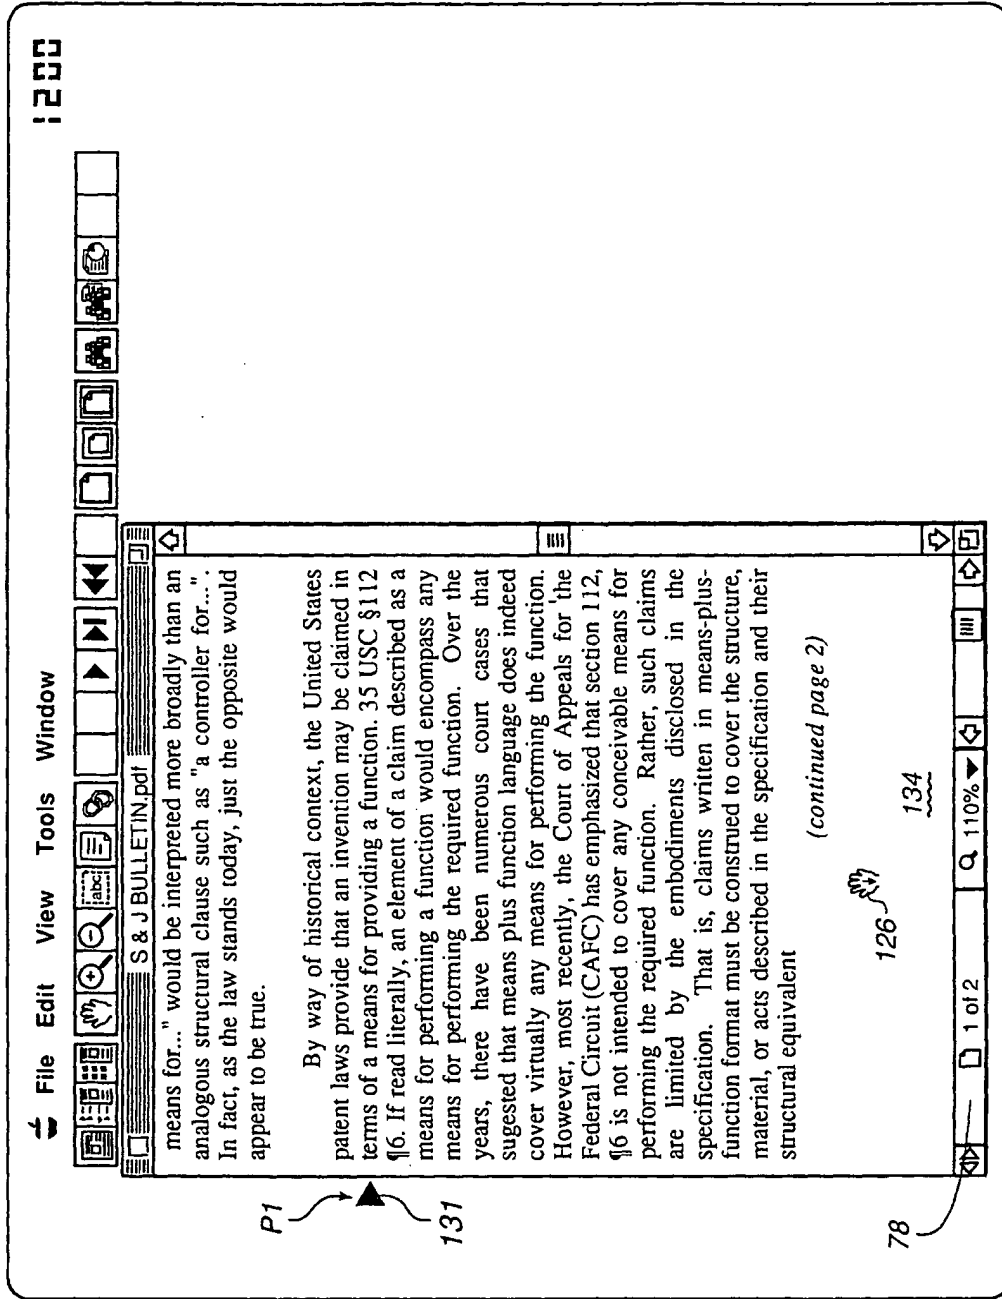 1200
File Edit View Tools Window
abc
S & J BULLETIN.pdf
means for..." would be interpreted more broadly than an
analogous structural clause such as "a controller for...".
In fact, as the law stands today, just the opposite would
appear to be true.
By way of historical context, the United States
patent laws provide that an invention may be claimed in
terms of a means for providing a function. 35 USC §112
¶6. If read literally, an element of a claim described as a
means for performing a function would encompass any
means for performing the required function. Over the
years, there have been numerous court cases that
sugested that means plus function language does indeed
cover virtually any means for performing the function.
However, most recently, the Court of Appeals for 'the
Federal Circuit (CAFC) has emphasized that section 112,
¶6 is not intended to cover any conceivable means for
performing the required function. Rather, such claims
are limited by the embodiments disclosed in the
specification. That is, claims written in means-plus-
function format must be construed to cover the structure,
material, or acts described in the specification and their
structural equivalent
(continued page 2)
P1
131
126
134
78
1 of 2
110%